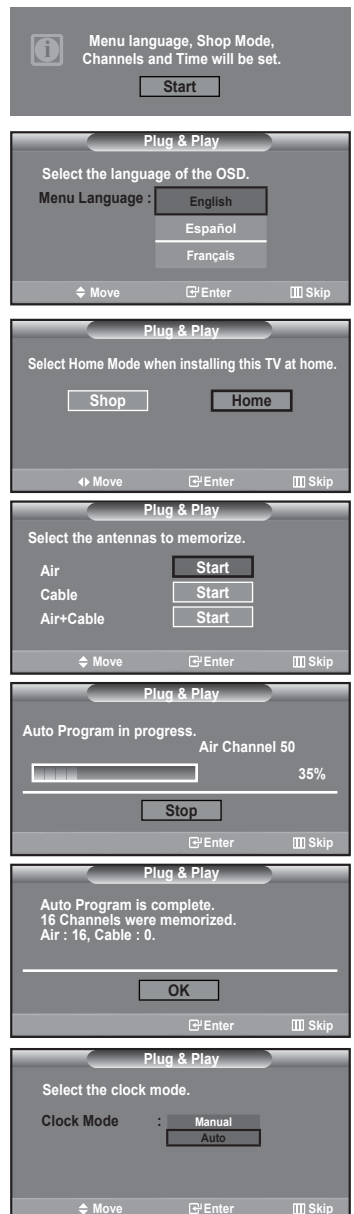 Menu language, Shop Mode,
Channels and Time will be set.
Start
Plug & Play
Select the language of the OSD.
Menu Language : English
Español
Français
Move Enter Skip
Plug & Play
Select Home Mode when installing this TV at home.
Shop Home
Move Enter Skip
Plug & Play
Select the antennas to memorize.
Air Start
Cable Start
Air+Cable Start
Move Enter Skip
Plug & Play
Auto Program in progress.
Air Channel 50
35%
Stop
Enter Skip
Plug & Play
Auto Program is complete.
16 Channels were memorized.
Air : 16, Cable : 0.
OK
Enter Skip
Plug & Play
Select the clock mode.
Clock Mode : Manual
Auto
Move Enter Skip